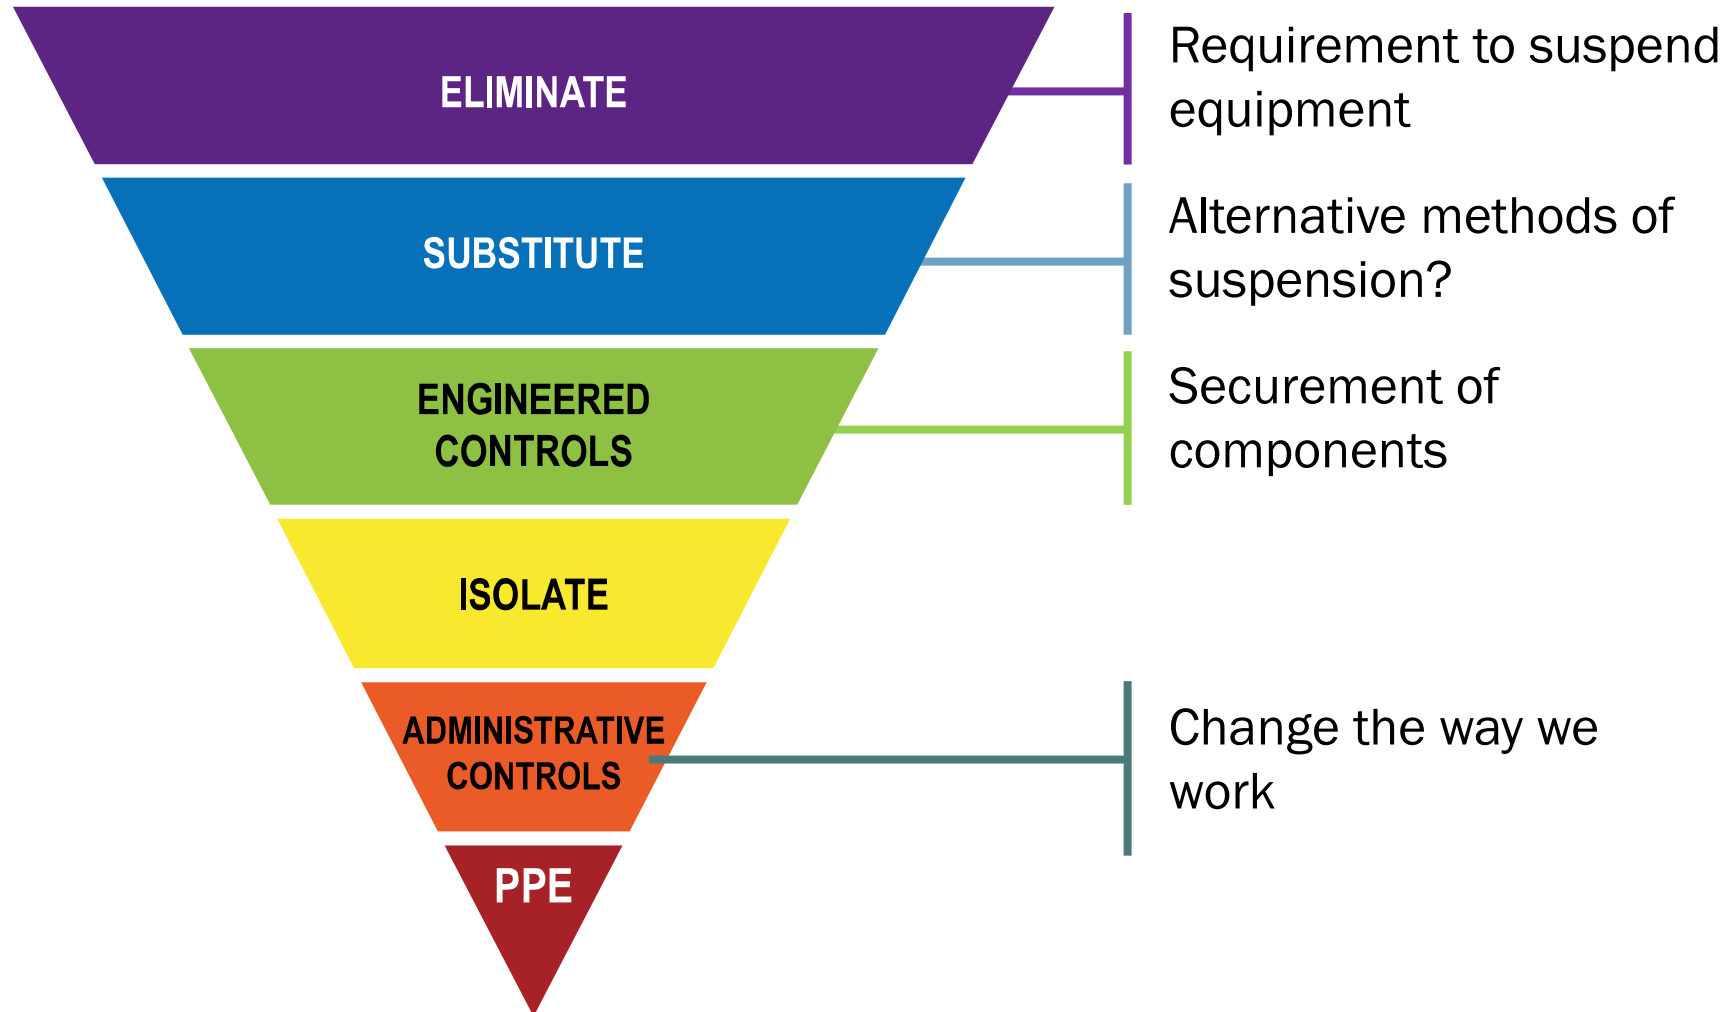 ELIMINATE
Requirement to suspend
equipment
SUBSTITUTE
Alternative methods of
suspension?
ENGINEERED
CONTROLS
Securement of
components
ISOLATE
ADMINISTRATIVE
CONTROLS
Change the way we
work
PPE